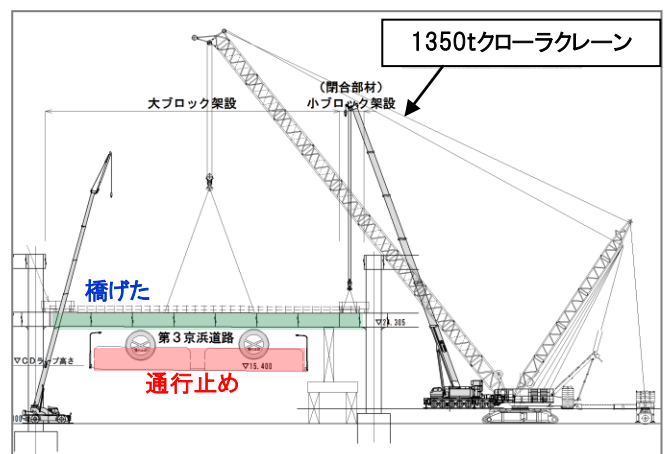 1350tクローラクレーン
(閉合部材)
大ブロック架設
小ブロック架設
橋げた
▽24.305
第3京浜道路
▽CDランプ高さ
▽15.400
通行止め